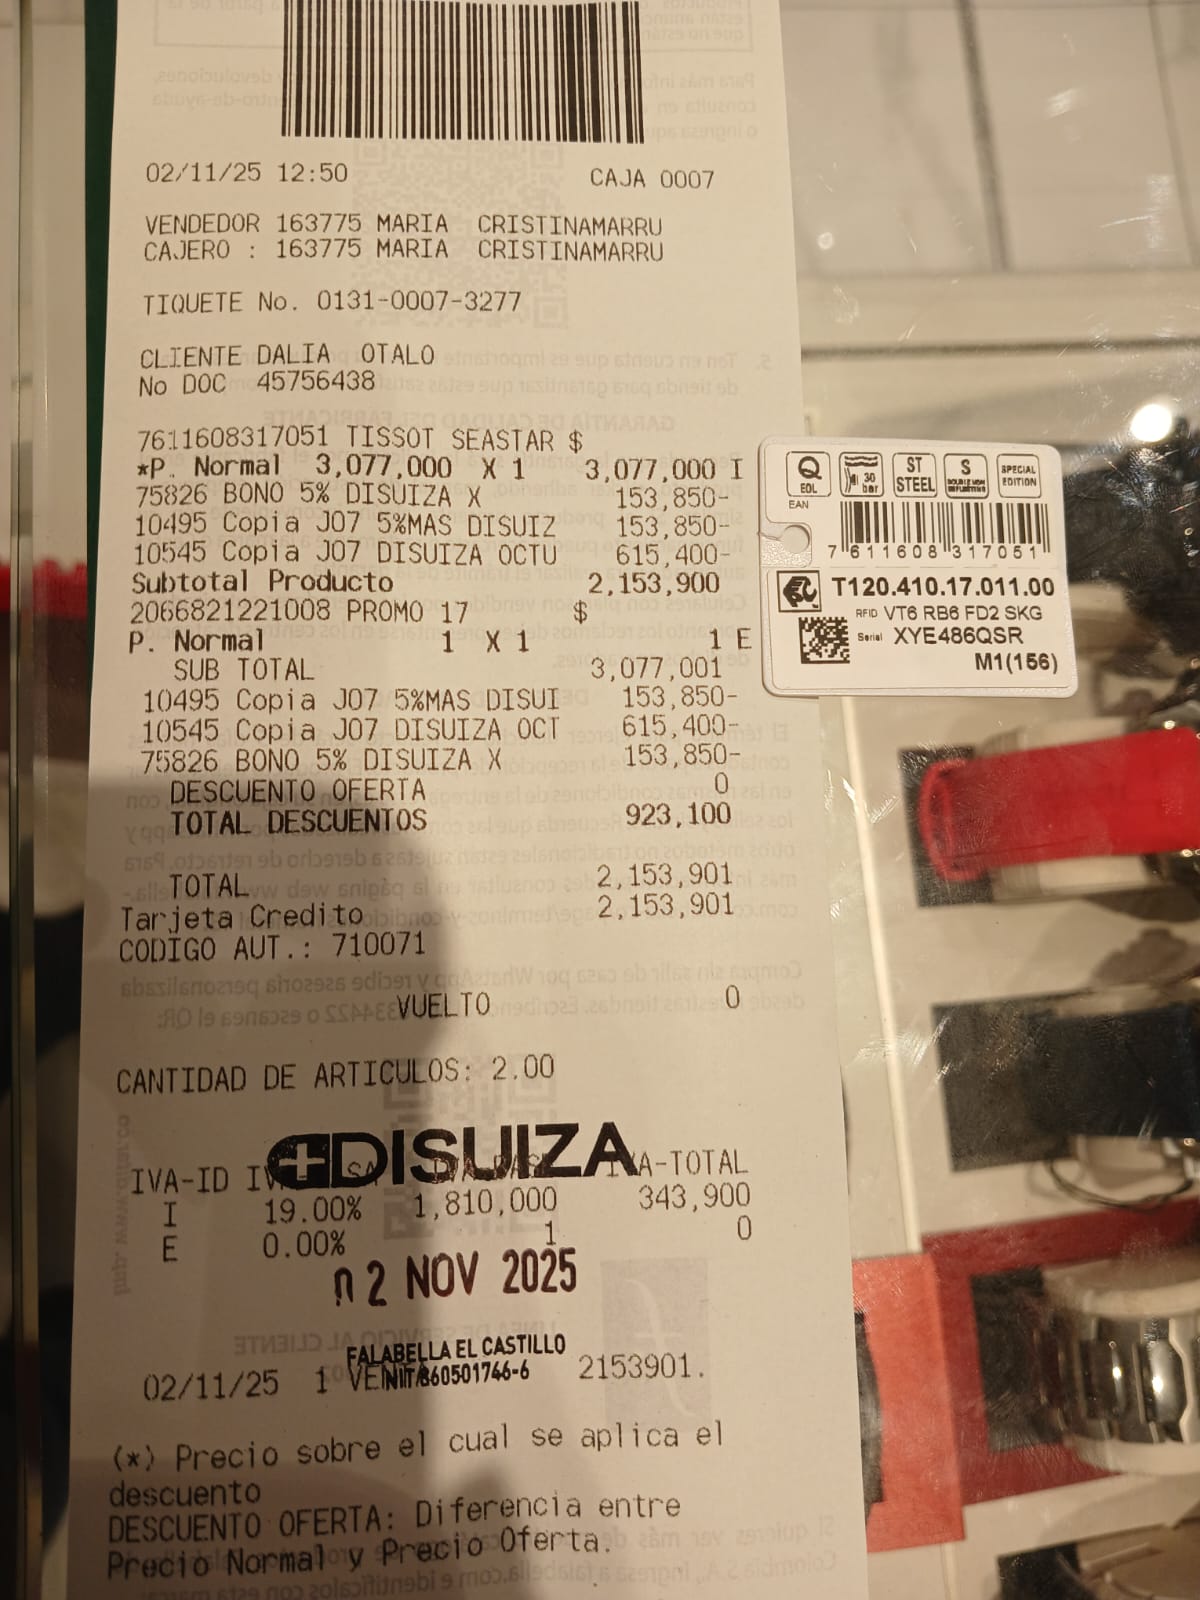 02/11/25 12:50 CAJA 0007
VENDEDOR 163775 MARIA CRISTINAMARRU
CAJERO : 163775 MARIA CRISTINAMARRU
TIQUETE No. 0131-0007-3277
CLIENTE DALIA OTALO
No DOC 45756438
7611608317051 TISSOT SEASTAR $
*P. Normal 3,077,000 X 1 3,077,000 I
75826 BONO 5% DISUIZA X 153,850-
10495 Copia J07 5%MAS DISUIZ 153,850-
10545 Copia J07 DISUIZA OCTU 615,400-
Subtotal Producto 2,153,900
2066821221008 PROMO 17 $
P. Normal 1 X 1 1 E
SUB TOTAL 3,077,001
10495 Copia J07 5%MAS DISUI 153,850-
10545 Copia J07 DISUIZA OCT 615,400-
75826 BONO 5% DISUIZA X 153,850-
DESCUENTO OFERTA 0
TOTAL DESCUENTOS 923,100
TOTAL 2,153,901
Tarjeta Credito 2,153,901
CODIGO AUT.: 710071
VUELTO 0
CANTIDAD DE ARTICULOS: 2.00
DISUIZA
IVA-ID IVA-TOTAL
I 19.00% 1,810,000 343,900
E 0.00% 1 0
02 NOV 2025
FALABELLA EL CASTILLO
NIT/860501746-6
02/11/25 1 2153901.
(*) Precio sobre el cual se aplica el
descuento
DESCUENTO OFERTA: Diferencia entre
Precio Normal y Precio Oferta.
Q EOL
30 bar
ST STEEL
S
SPECIAL EDITION
EAN
7 611608 317051
T120.410.17.011.00
RFID VT6 RB6 FD2 SKG
Serial XYE486QSR
M1(156)